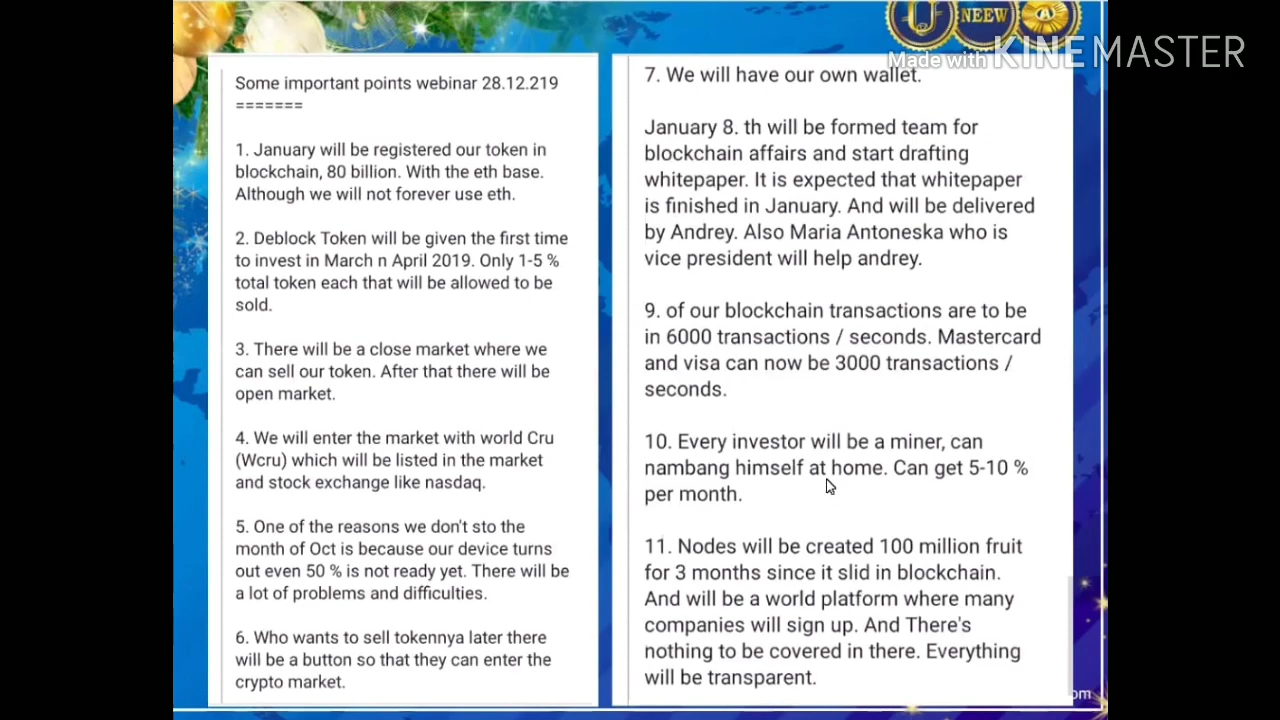 NEEW
Made with KINEMASTER
Some important points webinar 28.12.219
=======
1. January will be registered our token in
blockchain, 80 billion. With the eth base.
Although we will not forever use eth.
2. Deblock Token will be given the first time
to invest in March n April 2019. Only 1-5 %
total token each that will be allowed to be
sold.
3. There will be a close market where we
can sell our token. After that there will be
open market.
4. We will enter the market with world Cru
(Wcru) which will be listed in the market
and stock exchange like nasdaq.
5. One of the reasons we don't sto the
month of Oct is because our device turns
out even 50 % is not ready yet. There will be
a lot of problems and difficulties.
6. Who wants to sell tokennya later there
will be a button so that they can enter the
crypto market.
7. We will have our own wallet.
January 8. th will be formed team for
blockchain affairs and start drafting
whitepaper. It is expected that whitepaper
is finished in January. And will be delivered
by Andrey. Also Maria Antoneska who is
vice president will help andrey.
9. of our blockchain transactions are to be
in 6000 transactions / seconds. Mastercard
and visa can now be 3000 transactions /
seconds.
10. Every investor will be a miner, can
nambang himself at home. Can get 5-10 %
per month.
11. Nodes will be created 100 million fruit
for 3 months since it slid in blockchain.
And will be a world platform where many
companies will sign up. And There's
nothing to be covered in there. Everything
will be transparent.
om